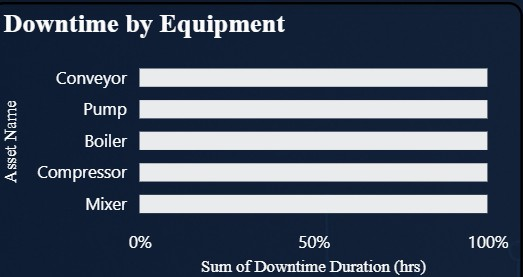 Downtime by Equipment
Asset Name
Conveyor
Pump
Boiler
Compressor
Mixer
0% 50% 100%
Sum of Downtime Duration (hrs)